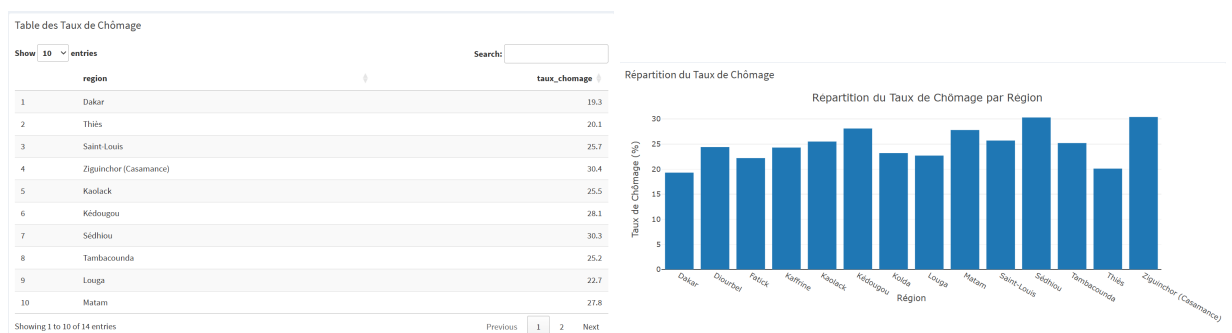 Table des Taux de Chômage
Show 10 entries
Search:
region taux_chomage
1 Dakar 19.3
2 Thiès 20.1
3 Saint-Louis 25.7
4 Ziguinchor (Casamance) 30.4
5 Kaolack 25.5
6 Kédougou 28.1
7 Sédhiou 30.3
8 Tambacounda 25.2
9 Louga 22.7
10 Matam 27.8
Showing 1 to 10 of 14 entries
Previous 1 2 Next
Répartition du Taux de Chômage
Répartition du Taux de Chômage par Région
Taux de Chômage (%)
30
25
20
15
10
5
0
Dakar
Diourbel
Fatick
Kaffrine
Kaolack
Kédougou
Kolda
Louga
Matam
Saint-Louis
Sédhiou
Tambacounda
Thiès
Ziguinchor (Casamance)
Région